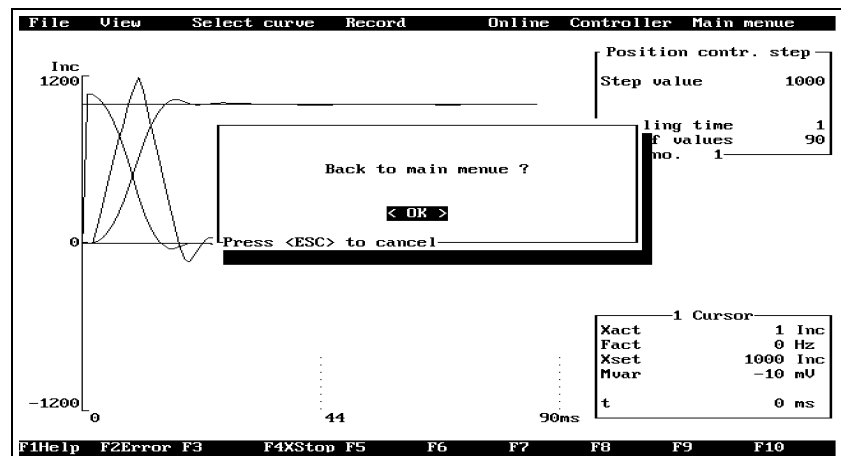 File View Select curve Record Online Controller Main menue
Position contr. step
Inc
1200
Step value 1000
ling time 1
f values 90
no. 1
Back to main menue ?
< OK >
0
Press <ESC> to cancel
1 Cursor
Xact 1 Inc
Fact 0 Hz
Xset 1000 Inc
Mvar -10 mV
t 0 ms
-1200
0 44 90ms
F1Help F2Error F3 F4XStop F5 F6 F7 F8 F9 F10